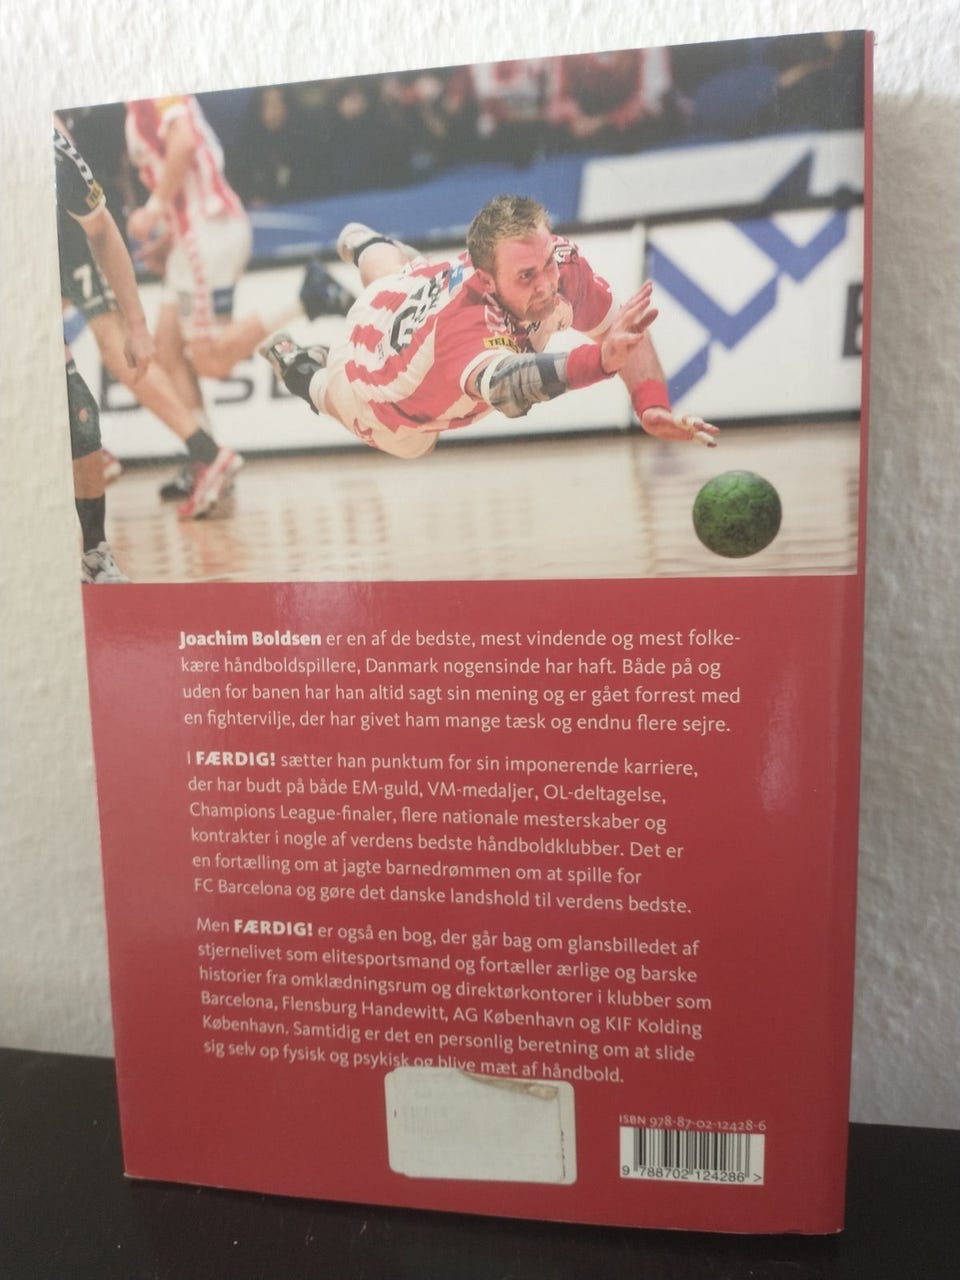 7
TELE
Joachim Boldsen er en af de bedste, mest vindende og mest folke-
kære håndboldspillere, Danmark nogensinde har haft. Både på og
uden for banen har han altid sagt sin mening og er gået forrest med
en fightervilje, der har givet ham mange tæsk og endnu flere sejre.
I FÆRDIG! sætter han punktum for sin imponerende karriere,
der har budt på både EM-guld, VM-medaljer, OL-deltagelse,
Champions League-finaler, flere nationale mesterskaber og
kontrakter i nogle af verdens bedste håndboldklubber. Det er
en fortælling om at jagte barnedrømmen om at spille for
FC Barcelona og gøre det danske landshold til verdens bedste.
Men FÆRDIG! er også en bog, der går bag om glansbilledet af
stjernelivet som elitesportsmand og fortæller ærlige og barske
historier fra omklædningsrum og direktørkontorer i klubber som
Barcelona, Flensburg Handewitt, AG København og KIF Kolding
København. Samtidig er det en personlig beretning om at slide
sig selv op fysisk og psykisk og blive mæt af håndbold.
ISBN 978-87-02-12428-6
9 788702 124286 >